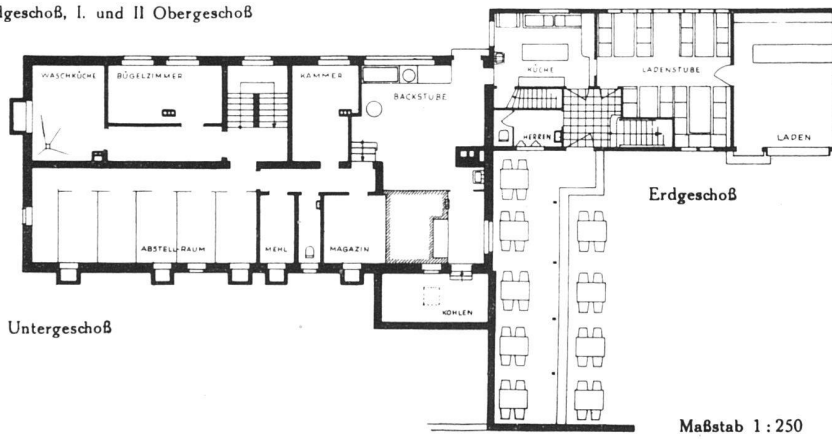 dgeschoß, I. und II Obergeschoß
WASCHKÜCHE BÜGELZIMMER KAMMER BACKSTUBE KÜCHE LADENSTUBE
HERREN LADEN
Erdgeschoß
ABSTELL-RAUM MEHL MAGAZIN
KOHLEN
Untergeschoß
Maßstab 1:250